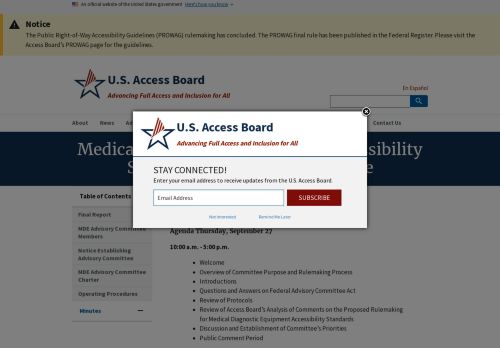 An official website of the United States government Here's how you know
Notice
The Public Right-of-Way Accessibility Guidelines (PROWAG) rulemaking has concluded. The PROWAG final rule has been published in the Federal Register. Please visit the
Access Board's PROWAG page for the guidelines.
U.S. Access Board
Advancing Full Access and Inclusion for All
En Español
About News Contact Us
U.S. Access Board
Advancing Full Access and Inclusion for All
STAY CONNECTED!
Enter your email address to receive updates from the U.S. Access Board.
Email Address
SUBSCRIBE
Not Interested Remind Me Later
Table of Contents
Final Report
MDE Advisory Committee
Members
Notice Establishing
Advisory Committee
MDE Advisory Committee
Charter
Operating Procedures
Minutes
Agenda Thursday, September 27
10:00 a.m. - 5:00 p.m.
Welcome
Overview of Committee Purpose and Rulemaking Process
Introductions
Questions and Answers on Federal Advisory Committee Act
Review of Protocols
Review of Access Board's Analysis of Comments on the Proposed Rulemaking
for Medical Diagnostic Equipment Accessibility Standards
Discussion and Establishment of Committee's Priorities
Public Comment Period